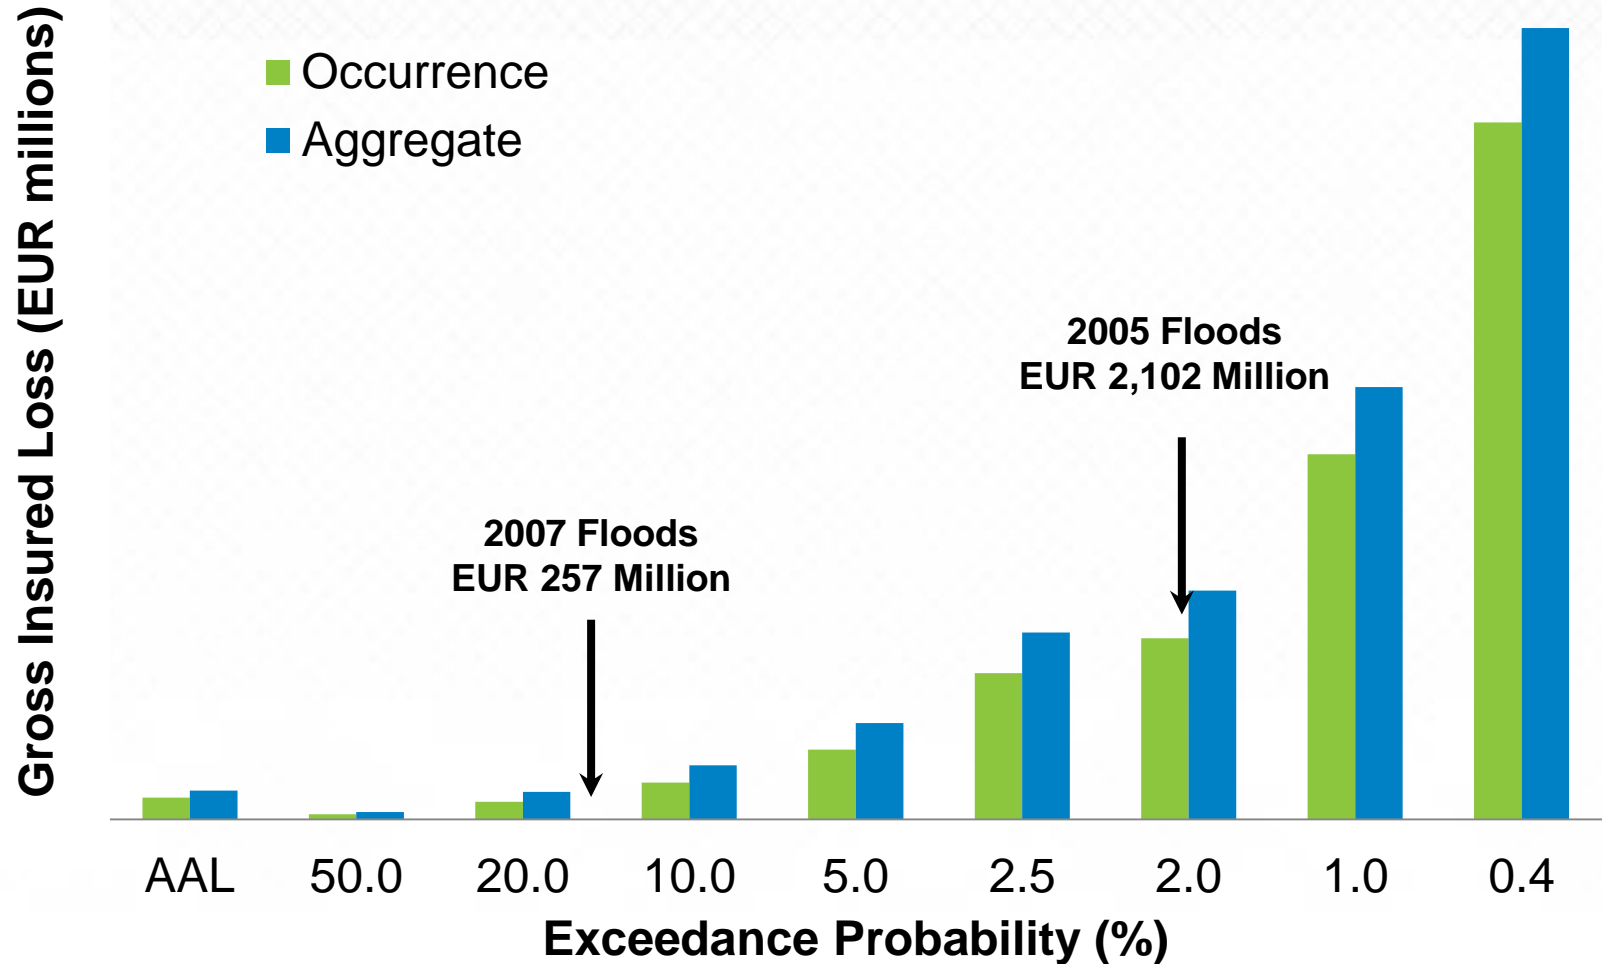 Gross Insured Loss (EUR millions)
Occurrence
Aggregate
2005 Floods
EUR 2,102 Million
2007 Floods
EUR 257 Million
AAL 50.0 20.0 10.0 5.0 2.5 2.0 1.0 0.4
Exceedance Probability (%)